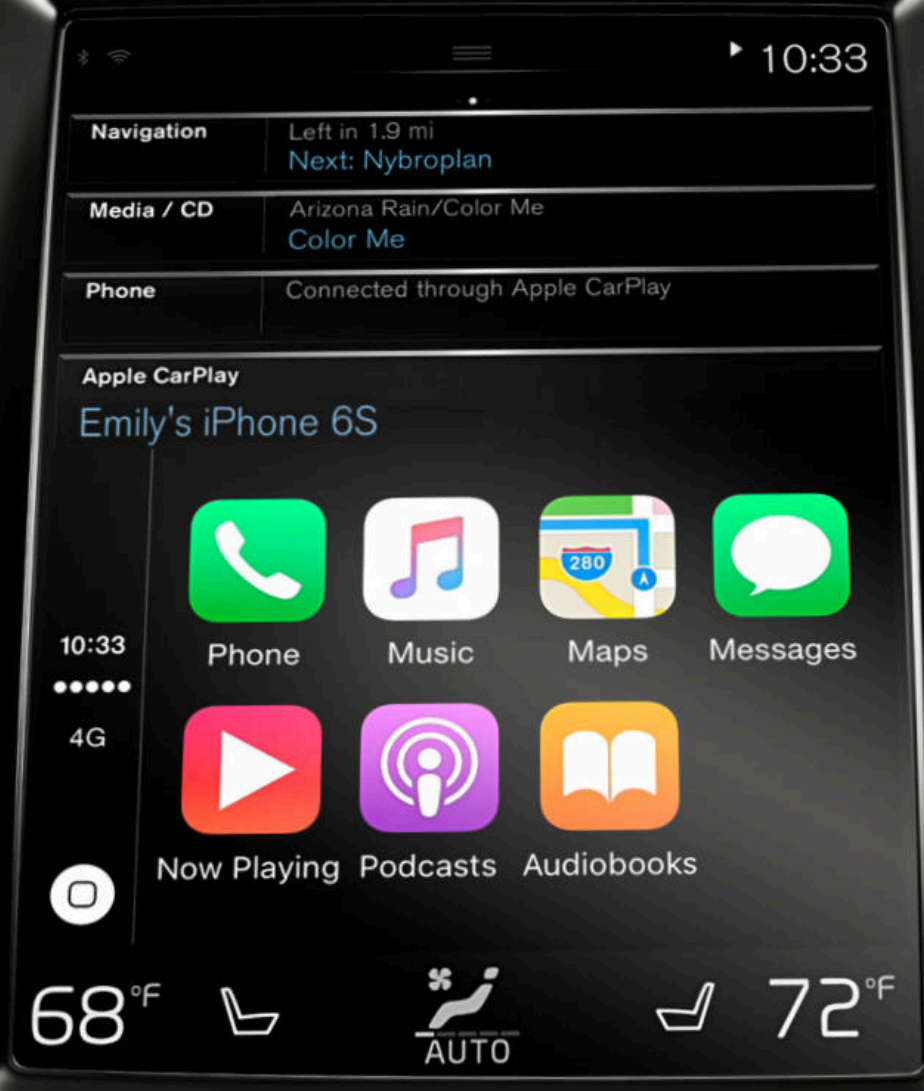 10:33
Navigation
Left in 1.9 mi
Next: Nybroplan
Media / CD
Arizona Rain/Color Me
Color Me
Phone
Connected through Apple CarPlay
Apple CarPlay
Emily's iPhone 6S
280
Phone Music Maps Messages
10:33
4G
Now Playing Podcasts Audiobooks
68°F
AUTO
72°F